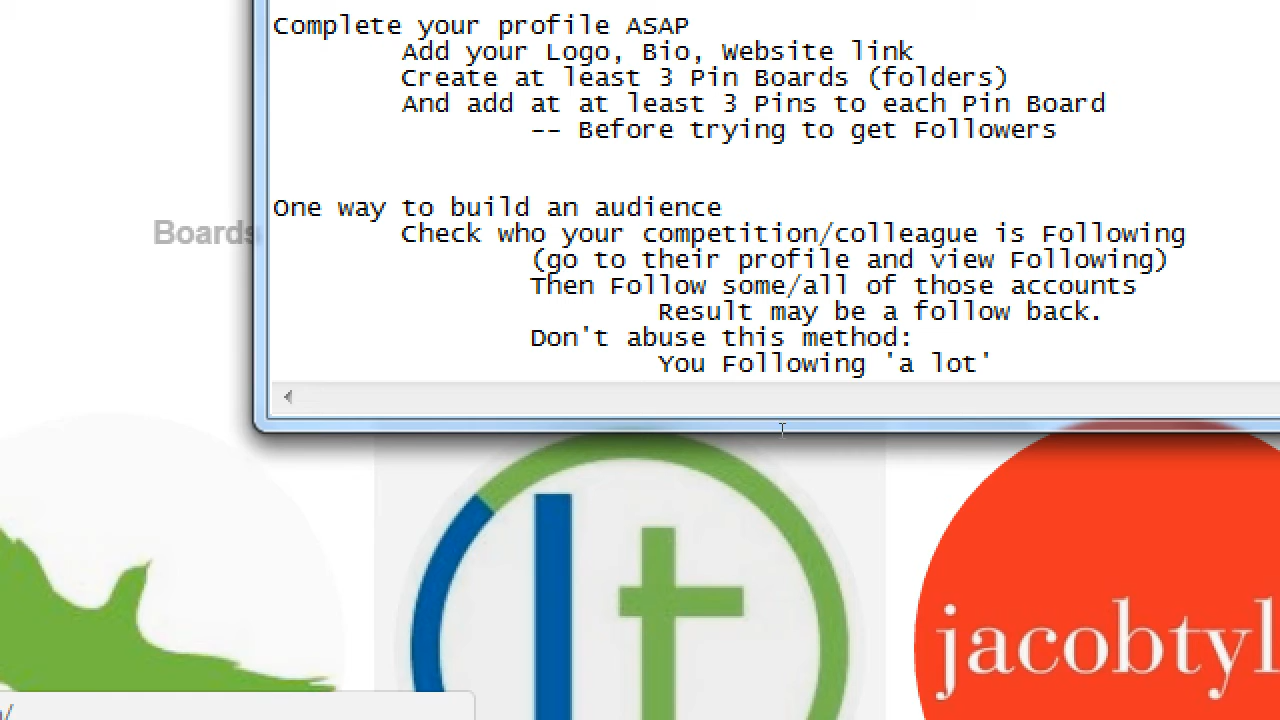 Complete your profile ASAP
Add your Logo, Bio, Website link
Create at least 3 Pin Boards (folders)
And add at at least 3 Pins to each Pin Board
-- Before trying to get Followers
One way to build an audience
Boards
Check who your competition/colleague is Following
(go to their profile and view Following)
Then Follow some/all of those accounts
Result may be a follow back.
Don't abuse this method:
You Following 'a lot'
lt
jacobtyl
/